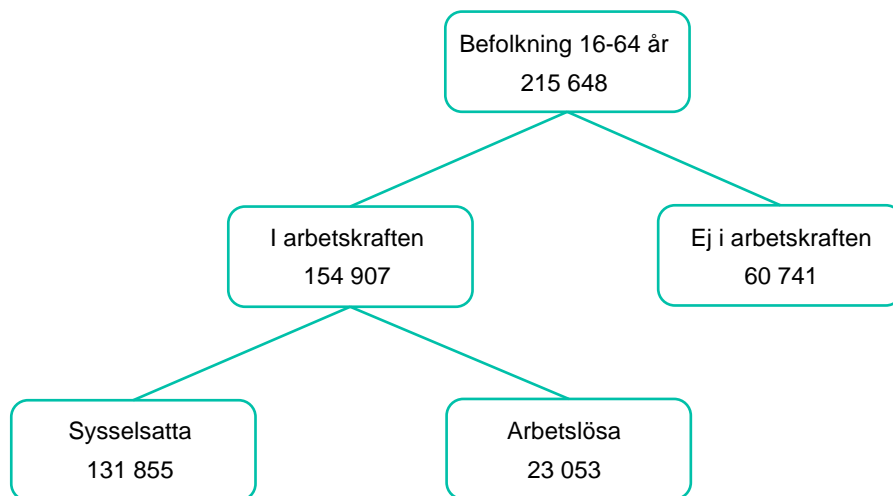 Befolkning 16-64 år
215 648
I arbetskraften
154 907
Ej i arbetskraften
60 741
Sysselsatta
131 855
Arbetslösa
23 053